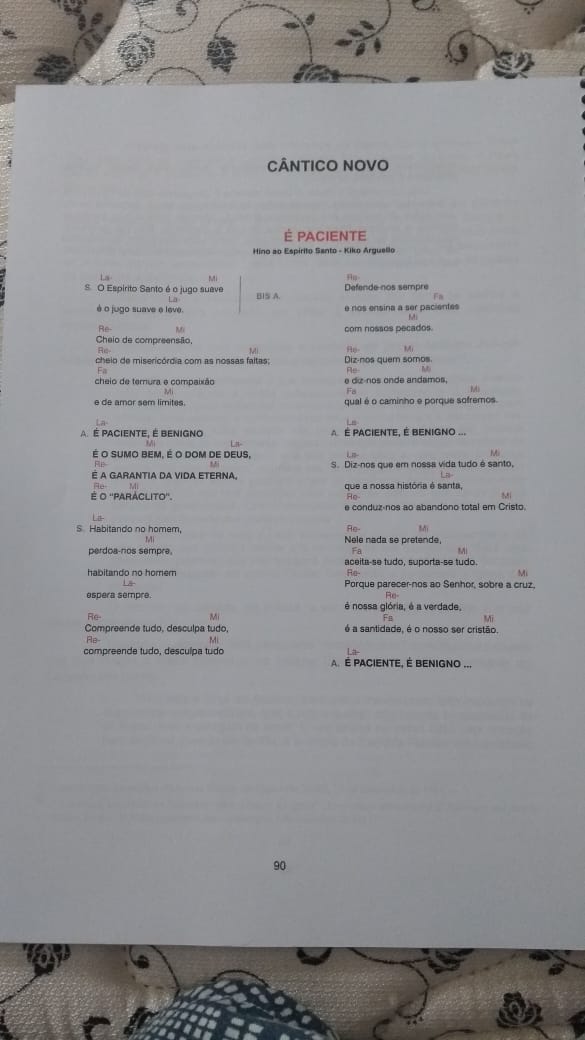 CÂNTICO NOVO
É PACIENTE
Hino ao Espírito Santo - Kiko Arguello
La- Mi
S. O Espírito Santo é o jugo suave
La-
é o jugo suave e leve.
BIS A.
Re- Mi
Cheio de compreensão,
Re- Mi
cheio de misericórdia com as nossas faltas;
Fa
cheio de ternura e compaixão
Mi
e de amor sem limites.
La-
A. É PACIENTE, É BENIGNO
Mi La-
É O SUMO BEM, É O DOM DE DEUS,
Re- Mi
É A GARANTIA DA VIDA ETERNA,
Re- Mi
É O "PARÁCLITO".
La-
S. Habitando no homem,
Mi
perdoa-nos sempre,
habitando no homem
La-
espera sempre.
Re- Mi
Compreende tudo, desculpa tudo,
Re- Mi
compreende tudo, desculpa tudo
Re-
Defende-nos sempre
Fa
e nos ensina a ser pacientes
Mi
com nossos pecados.
Re- Mi
Diz-nos quem somos.
Re- Mi
e diz-nos onde andamos,
Fa Mi
qual é o caminho e porque sofremos.
La-
A. É PACIENTE, É BENIGNO ...
La- Mi
S. Diz-nos que em nossa vida tudo é santo,
La-
que a nossa história é santa,
Re- Mi
e conduz-nos ao abandono total em Cristo.
Re- Mi
Nele nada se pretende,
Fa Mi
aceita-se tudo, suporta-se tudo.
Re- Mi
Porque parecer-nos ao Senhor, sobre a cruz,
Re-
é nossa glória, é a verdade,
Fa Mi
é a santidade, é o nosso ser cristão.
La-
A. É PACIENTE, É BENIGNO ...
90